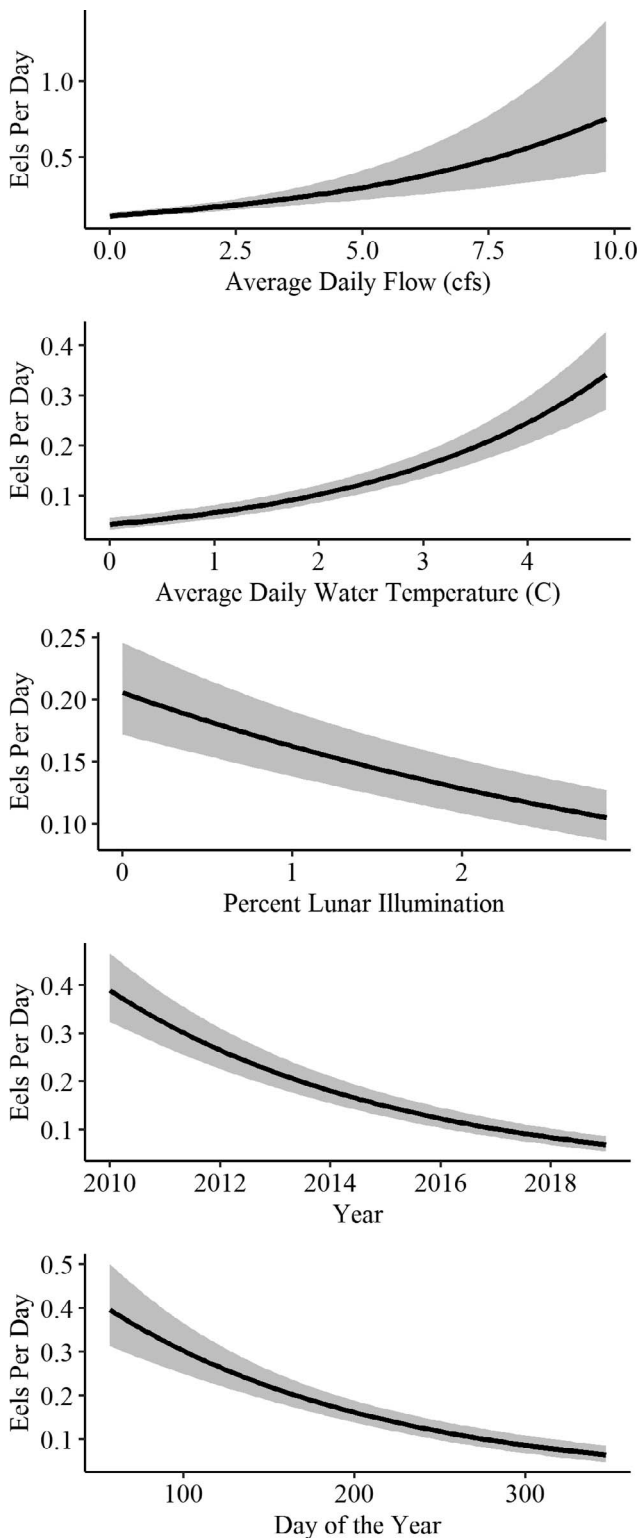 Eels Per Day
1.0
0.5
0.0 2.5 5.0 7.5 10.0
Average Daily Flow (cfs)
Eels Per Day
0.4
0.3
0.2
0.1
0 1 2 3 4
Average Daily Water Temperature (C)
Eels Per Day
0.25
0.20
0.15
0.10
0 1 2
Percent Lunar Illumination
Eels Per Day
0.4
0.3
0.2
0.1
2010 2012 2014 2016 2018
Year
Eels Per Day
0.5
0.4
0.3
0.2
0.1
100 200 300
Day of the Year